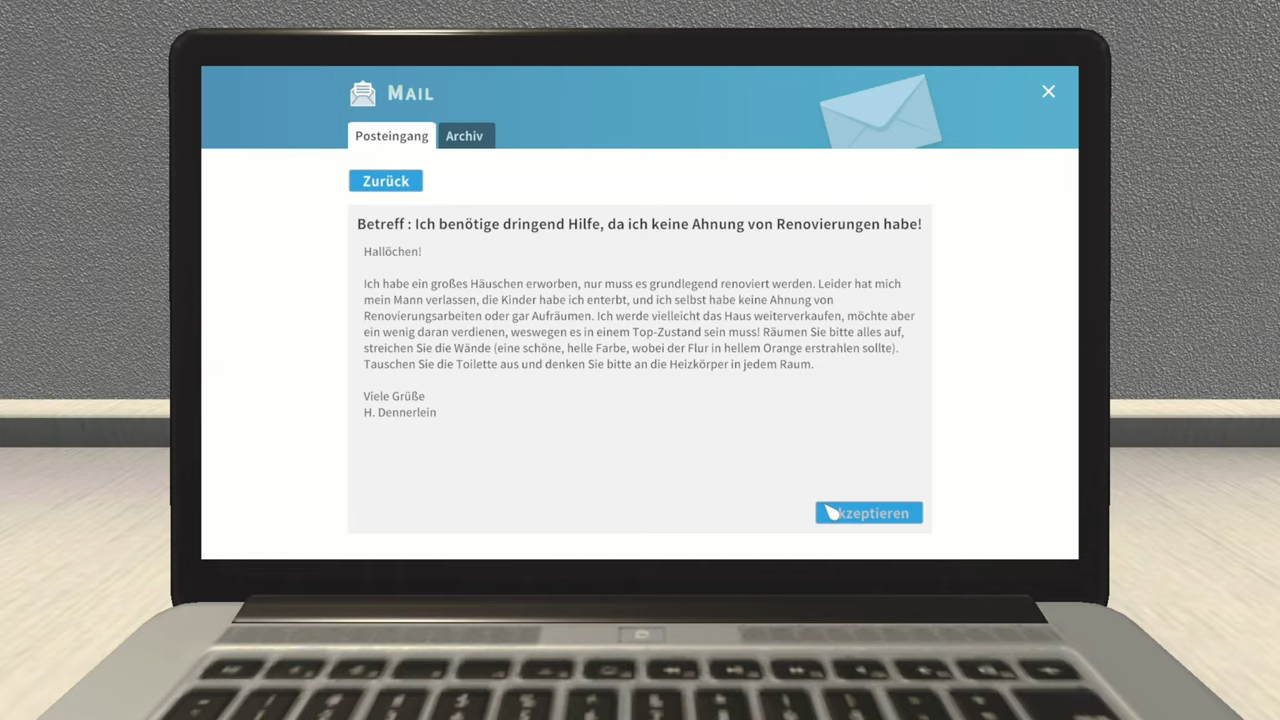 MAIL
Posteingang
Archiv
Zurück
Betreff : Ich benötige dringend Hilfe, da ich keine Ahnung von Renovierungen habe!
Hallöchen!
Ich habe ein großes Häuschen erworben, nur muss es grundlegend renoviert werden. Leider hat mich
mein Mann verlassen, die Kinder habe ich enterbt, und ich selbst habe keine Ahnung von
Renovierungsarbeiten oder gar Aufräumen. Ich werde vielleicht das Haus weiterverkaufen, möchte aber
ein wenig daran verdienen, weswegen es in einem Top-Zustand sein muss! Räumen Sie bitte alles auf,
streichen Sie die Wände (eine schöne, helle Farbe, wobei der Flur in hellem Orange erstrahlen sollte).
Tauschen Sie die Toilette aus und denken Sie bitte an die Heizkörper in jedem Raum.
Viele Grüße
H. Dennerlein
kzeptieren